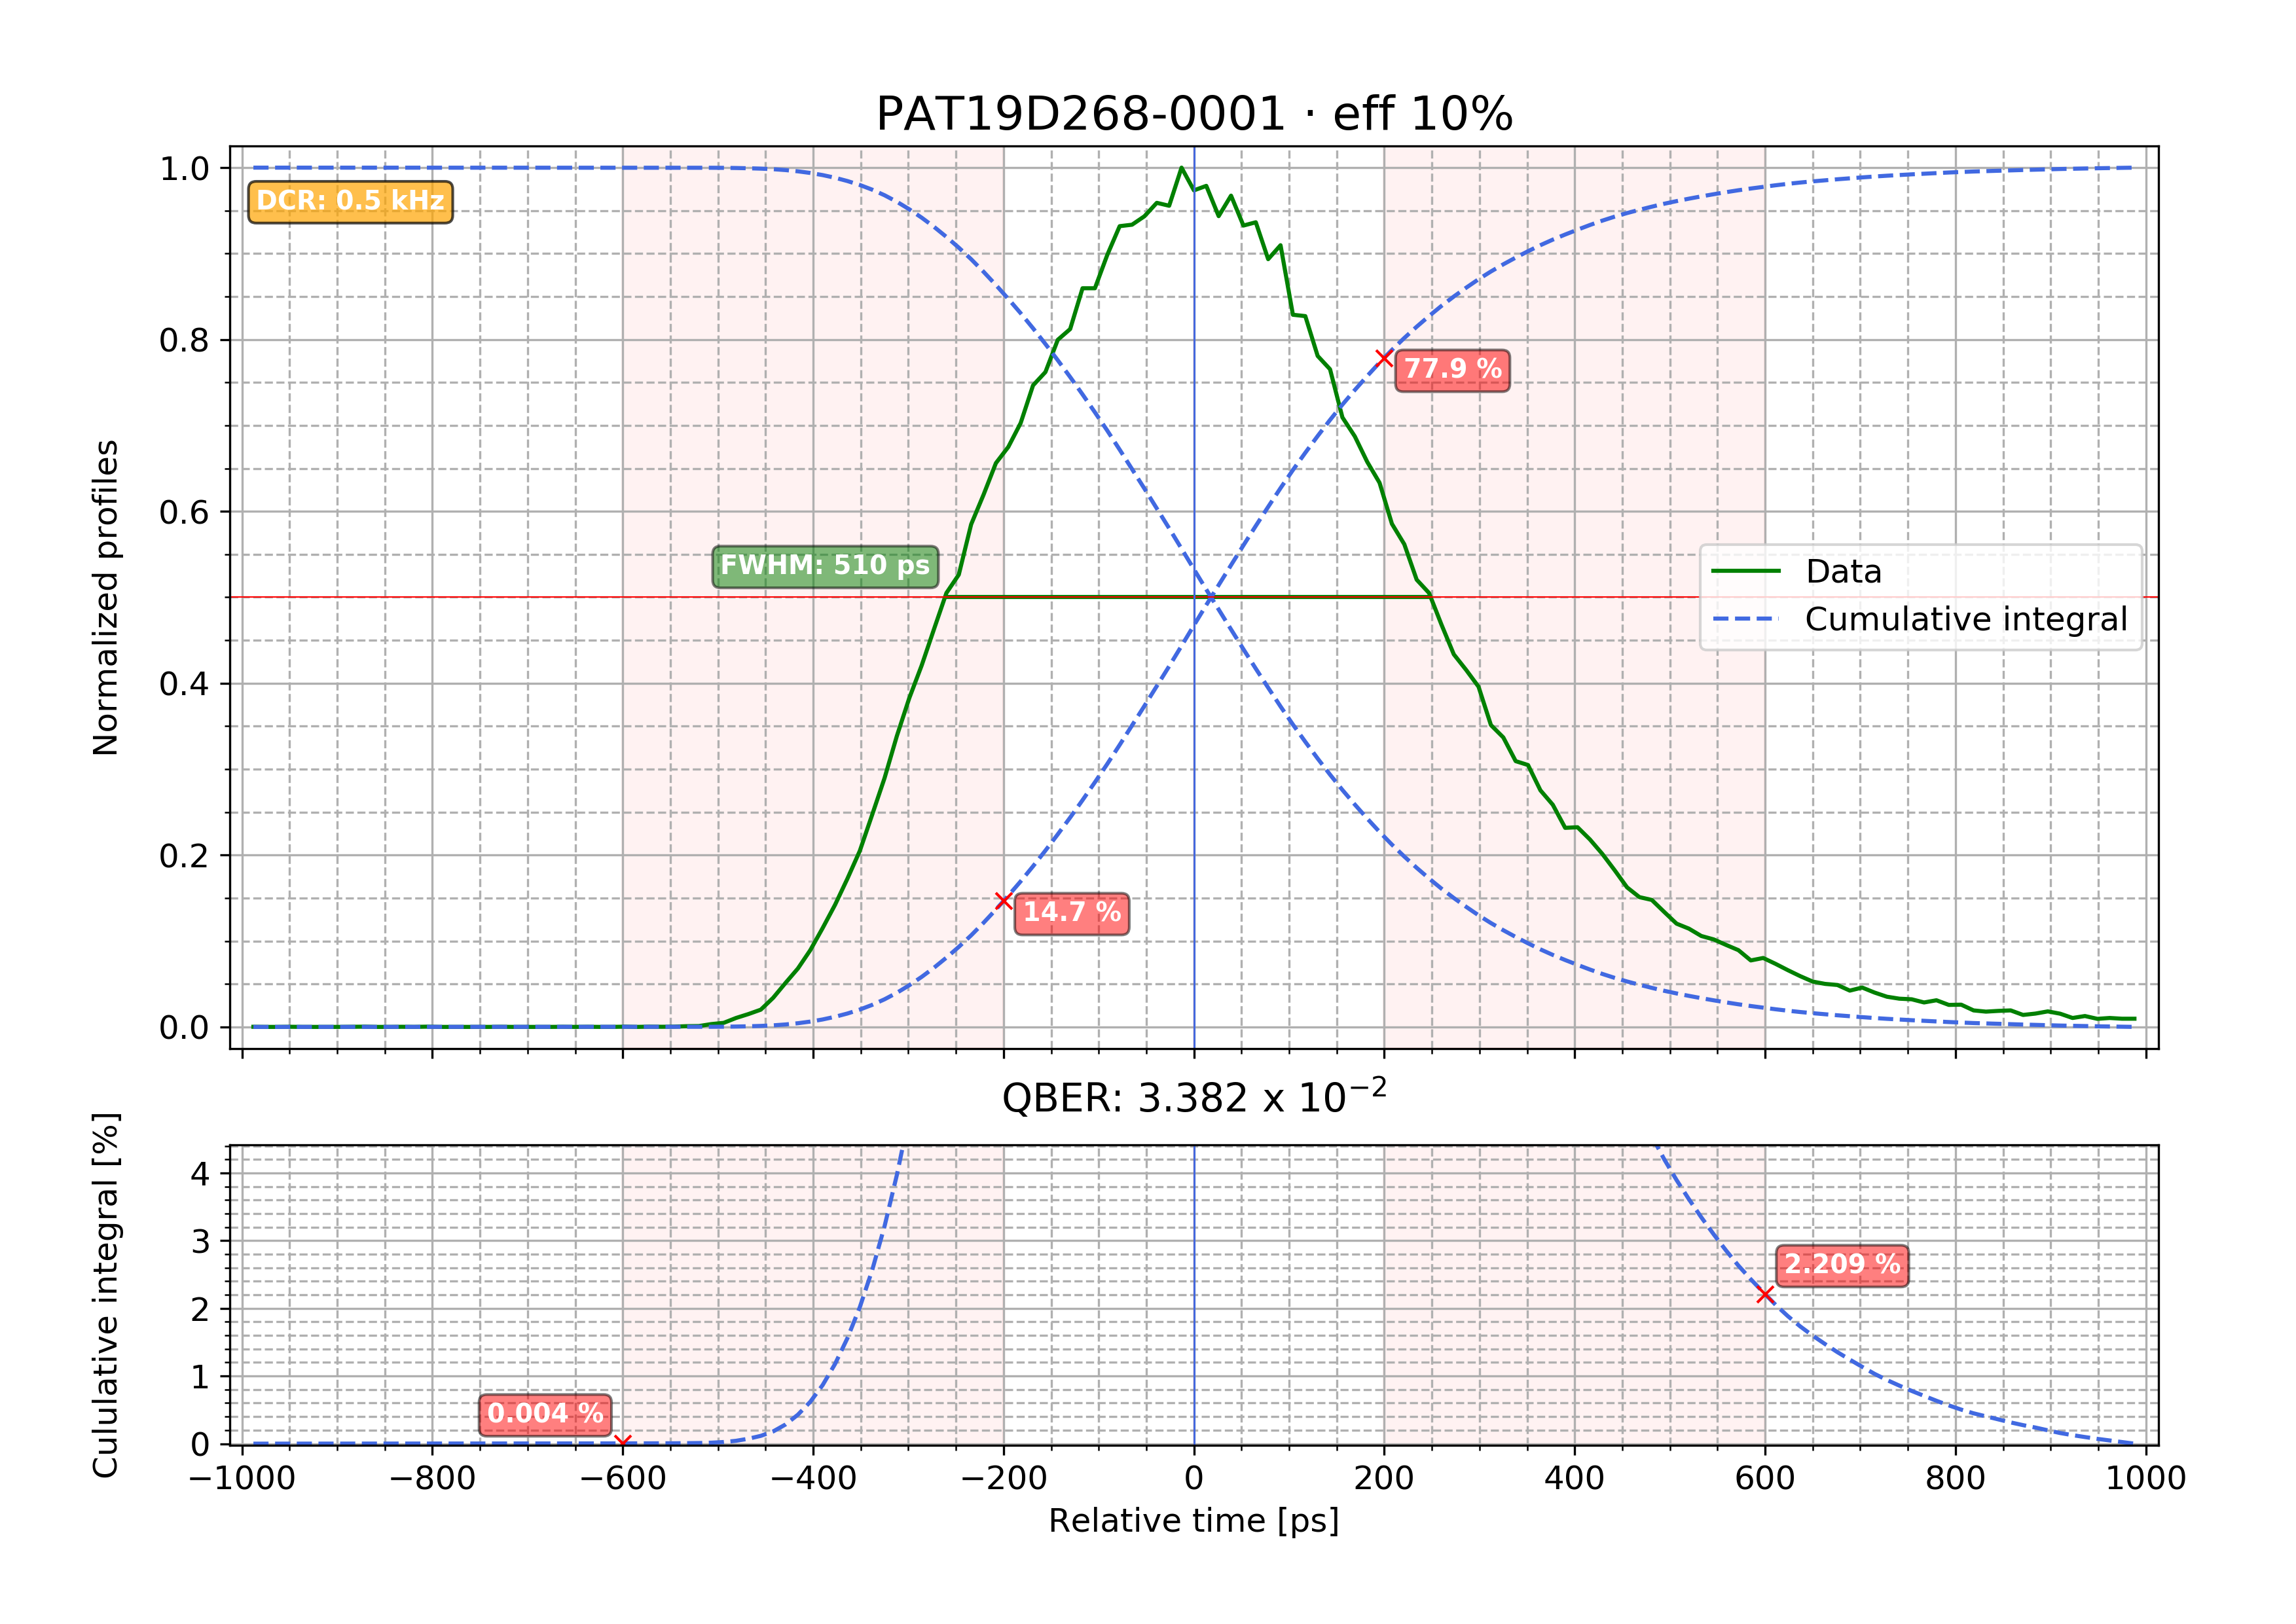 PAT19D268-0001 · eff 10%
Normalized profiles
1.0
0.8
0.6
0.4
0.2
0.0
DCR: 0.5 kHz
77.9 %
FWHM: 510 ps
Data
Cumulative integral
14.7 %
QBER: 3.382 x 10⁻²
Cululative integral [%]
4
3
2
1
0
2.209 %
0.004 %
−1000 −800 −600 −400 −200 0 200 400 600 800 1000
Relative time [ps]